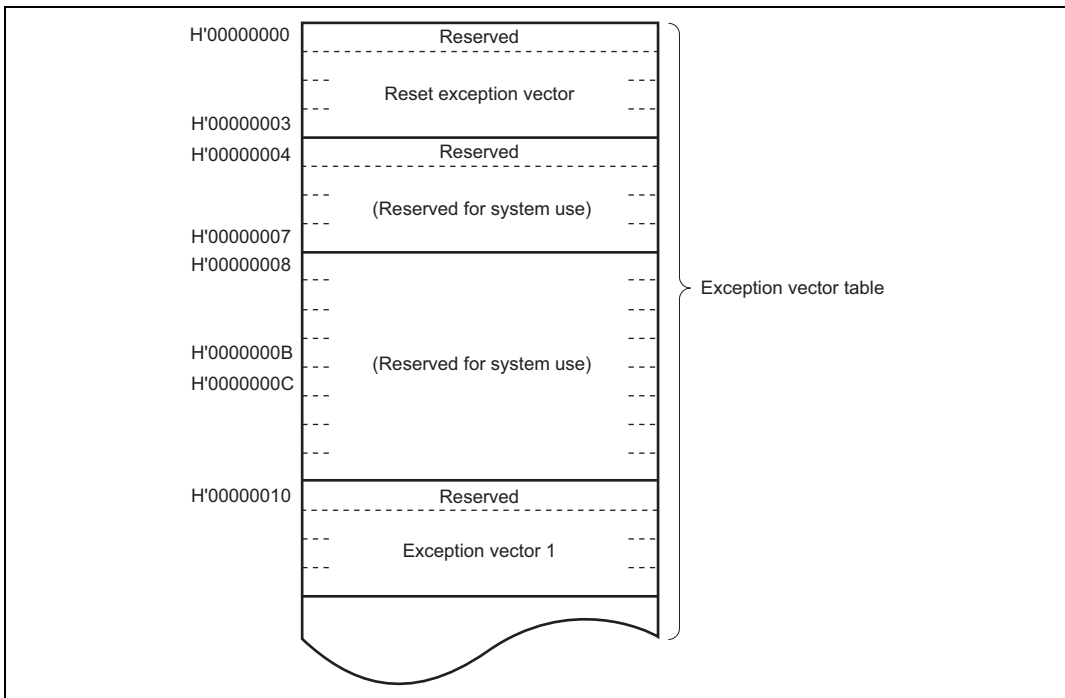 H'00000000
Reserved
Reset exception vector
H'00000003
H'00000004
Reserved
(Reserved for system use)
H'00000007
H'00000008
Exception vector table
H'0000000B
(Reserved for system use)
H'0000000C
H'00000010
Reserved
Exception vector 1